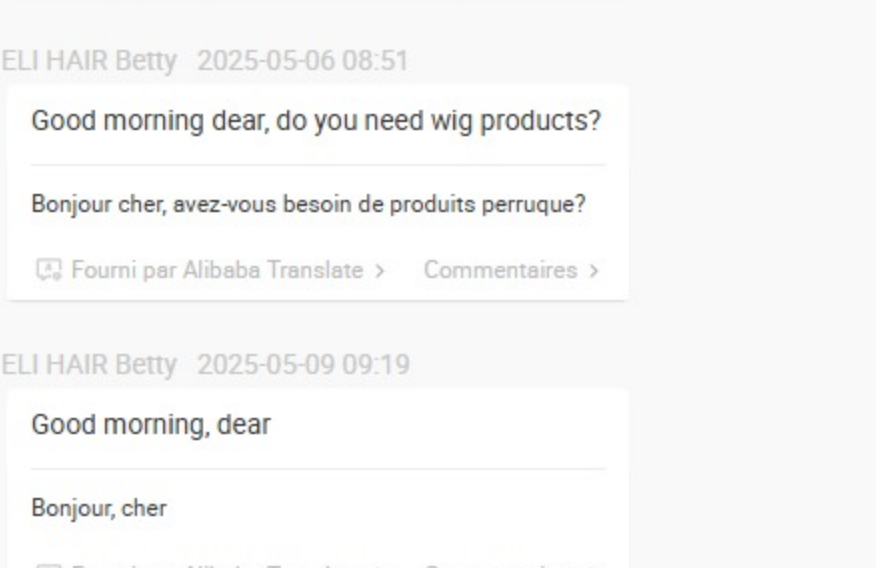 ELI HAIR Betty 2025-05-06 08:51
Good morning dear, do you need wig products?
Bonjour cher, avez-vous besoin de produits perruque?
Fourni par Alibaba Translate > Commentaires >
ELI HAIR Betty 2025-05-09 09:19
Good morning, dear
Bonjour, cher